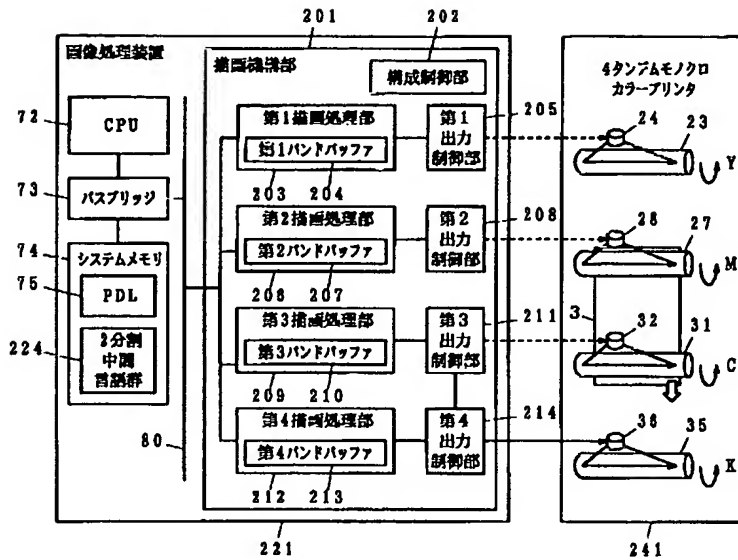 201
202
画像処理装置
描画機構部
構成制御部
4タンデムモノクロ
カラープリンタ
72
CPU
第1描画処理部
第1バンドバッファ
第1
出力
制御部
205
24
23
Y
73
バスブリッジ
203
204
74
システムメモリ
第2描画処理部
第2バンドバッファ
第2
出力
制御部
208
28
27
M
75
PDL
206
207
224
2分割
中間
言語群
第3描画処理部
第3バンドバッファ
第3
出力
制御部
211
3
32
31
C
209
210
80
第4描画処理部
第4バンドバッファ
第4
出力
制御部
214
36
35
K
212
213
221
241